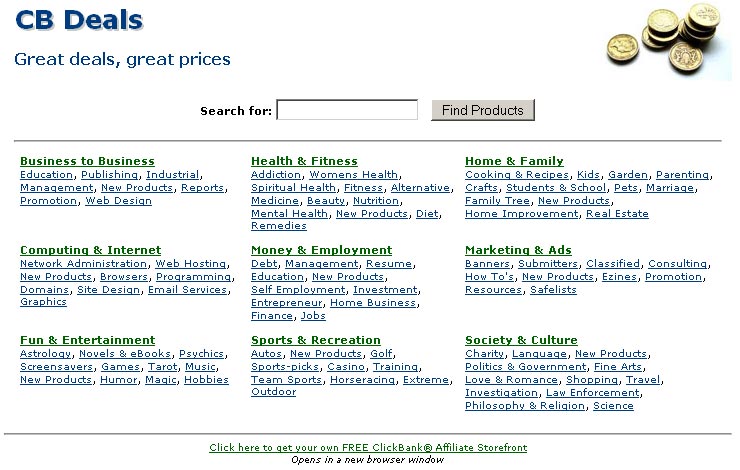 CB Deals
Great deals, great prices
Search for: Find Products
Business to Business
Education, Publishing, Industrial,
Management, New Products, Reports,
Promotion, Web Design
Health & Fitness
Addiction, Womens Health,
Spiritual Health, Fitness, Alternative,
Medicine, Beauty, Nutrition,
Mental Health, New Products, Diet,
Remedies
Home & Family
Cooking & Recipes, Kids, Garden, Parenting,
Crafts, Students & School, Pets, Marriage,
Family Tree, New Products,
Home Improvement, Real Estate
Computing & Internet
Network Administration, Web Hosting,
New Products, Browsers, Programming,
Domains, Site Design, Email Services,
Graphics
Money & Employment
Debt, Management, Resume,
Education, New Products,
Self Employment, Investment,
Entrepreneur, Home Business,
Finance, Jobs
Marketing & Ads
Banners, Submitters, Classified, Consulting,
How To's, New Products, Ezines, Promotion,
Resources, Safelists
Fun & Entertainment
Astrology, Novels & eBooks, Psychics,
Screensavers, Games, Tarot, Music,
New Products, Humor, Magic, Hobbies
Sports & Recreation
Autos, New Products, Golf,
Sports-picks, Casino, Training,
Team Sports, Horseracing, Extreme,
Outdoor
Society & Culture
Charity, Language, New Products,
Politics & Government, Fine Arts,
Love & Romance, Shopping, Travel,
Investigation, Law Enforcement,
Philosophy & Religion, Science
Click here to get your own FREE ClickBank® Affiliate Storefront
Opens in a new browser window